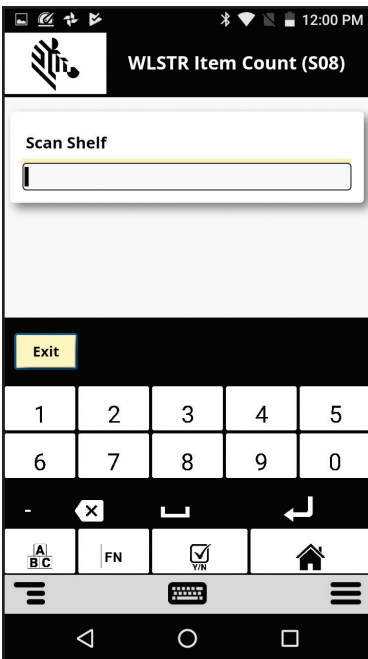 12:00 PM
WLSTR Item Count (S08)
Scan Shelf
Exit
1 2 3 4 5
6 7 8 9 0
-
A
BC FN Y/N